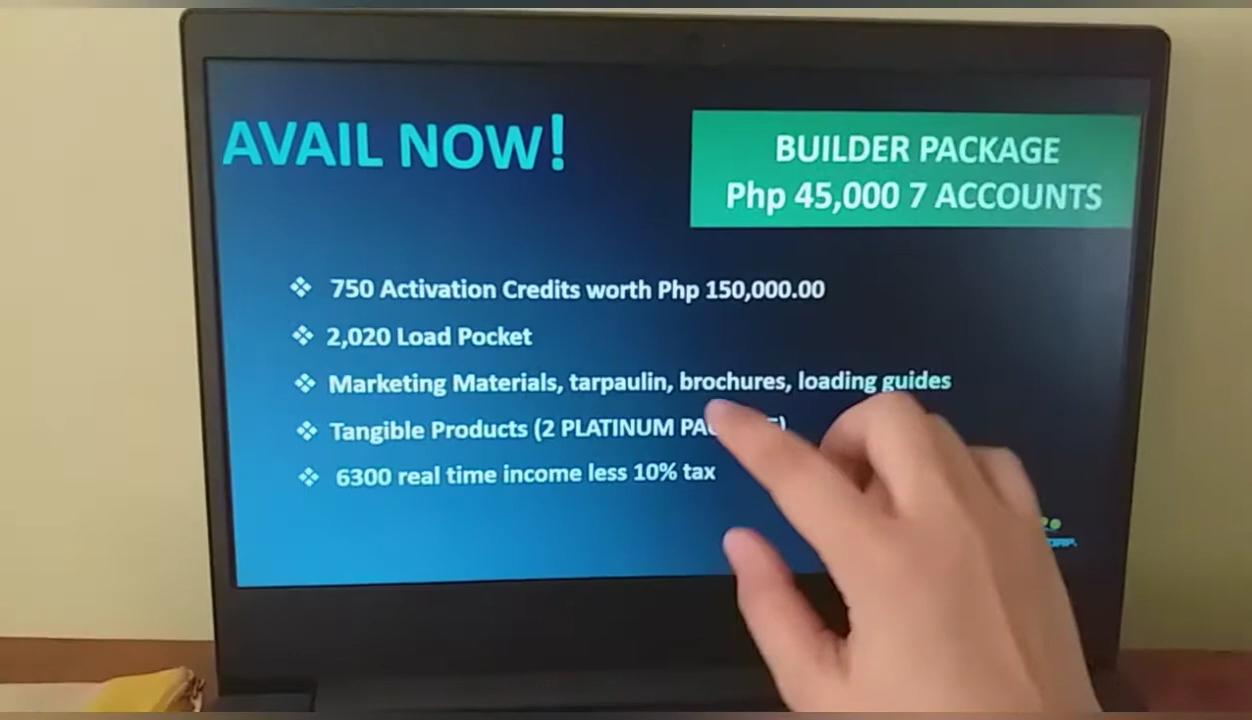 AVAIL NOW!
BUILDER PACKAGE
Php 45,000 7 ACCOUNTS
❖ 750 Activation Credits worth Php 150,000.00
❖ 2,020 Load Pocket
❖ Marketing Materials, tarpaulin, brochures, loading guides
❖ Tangible Products (2 PLATINUM
❖ 6300 real time income less 10% tax